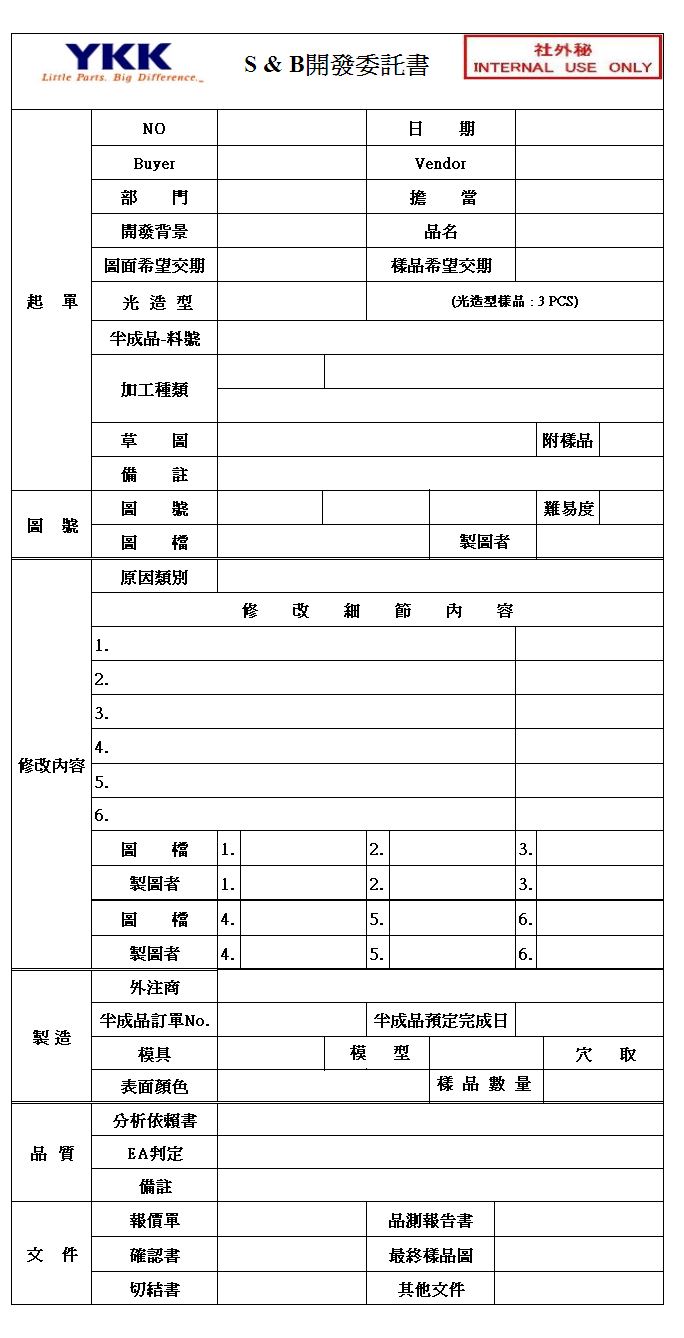 YKK
Little Parts. Big Difference.
S & B開發委託書
社外秘
INTERNAL USE ONLY
起 單
NO
日 期
Buyer
Vendor
部 門
擔 當
開發背景
品名
圖面希望交期
樣品希望交期
光 造 型
(光造型樣品 : 3 PCS)
半成品-料號
加工種類
草 圖
附樣品
備 註
圖 號
圖 號
難易度
圖 檔
製圖者
修改內容
原因類別
修 改 細 節 內 容
1.
2.
3.
4.
5.
6.
圖 檔 1. 2. 3.
製圖者 1. 2. 3.
圖 檔 4. 5. 6.
製圖者 4. 5. 6.
製 造
外注商
半成品訂單No.
半成品預定完成日
模具
模 型
穴 取
表面顏色
樣 品 數 量
品 質
分析依賴書
EA判定
備註
文 件
報價單
品測報告書
確認書
最終樣品圖
切結書
其他文件